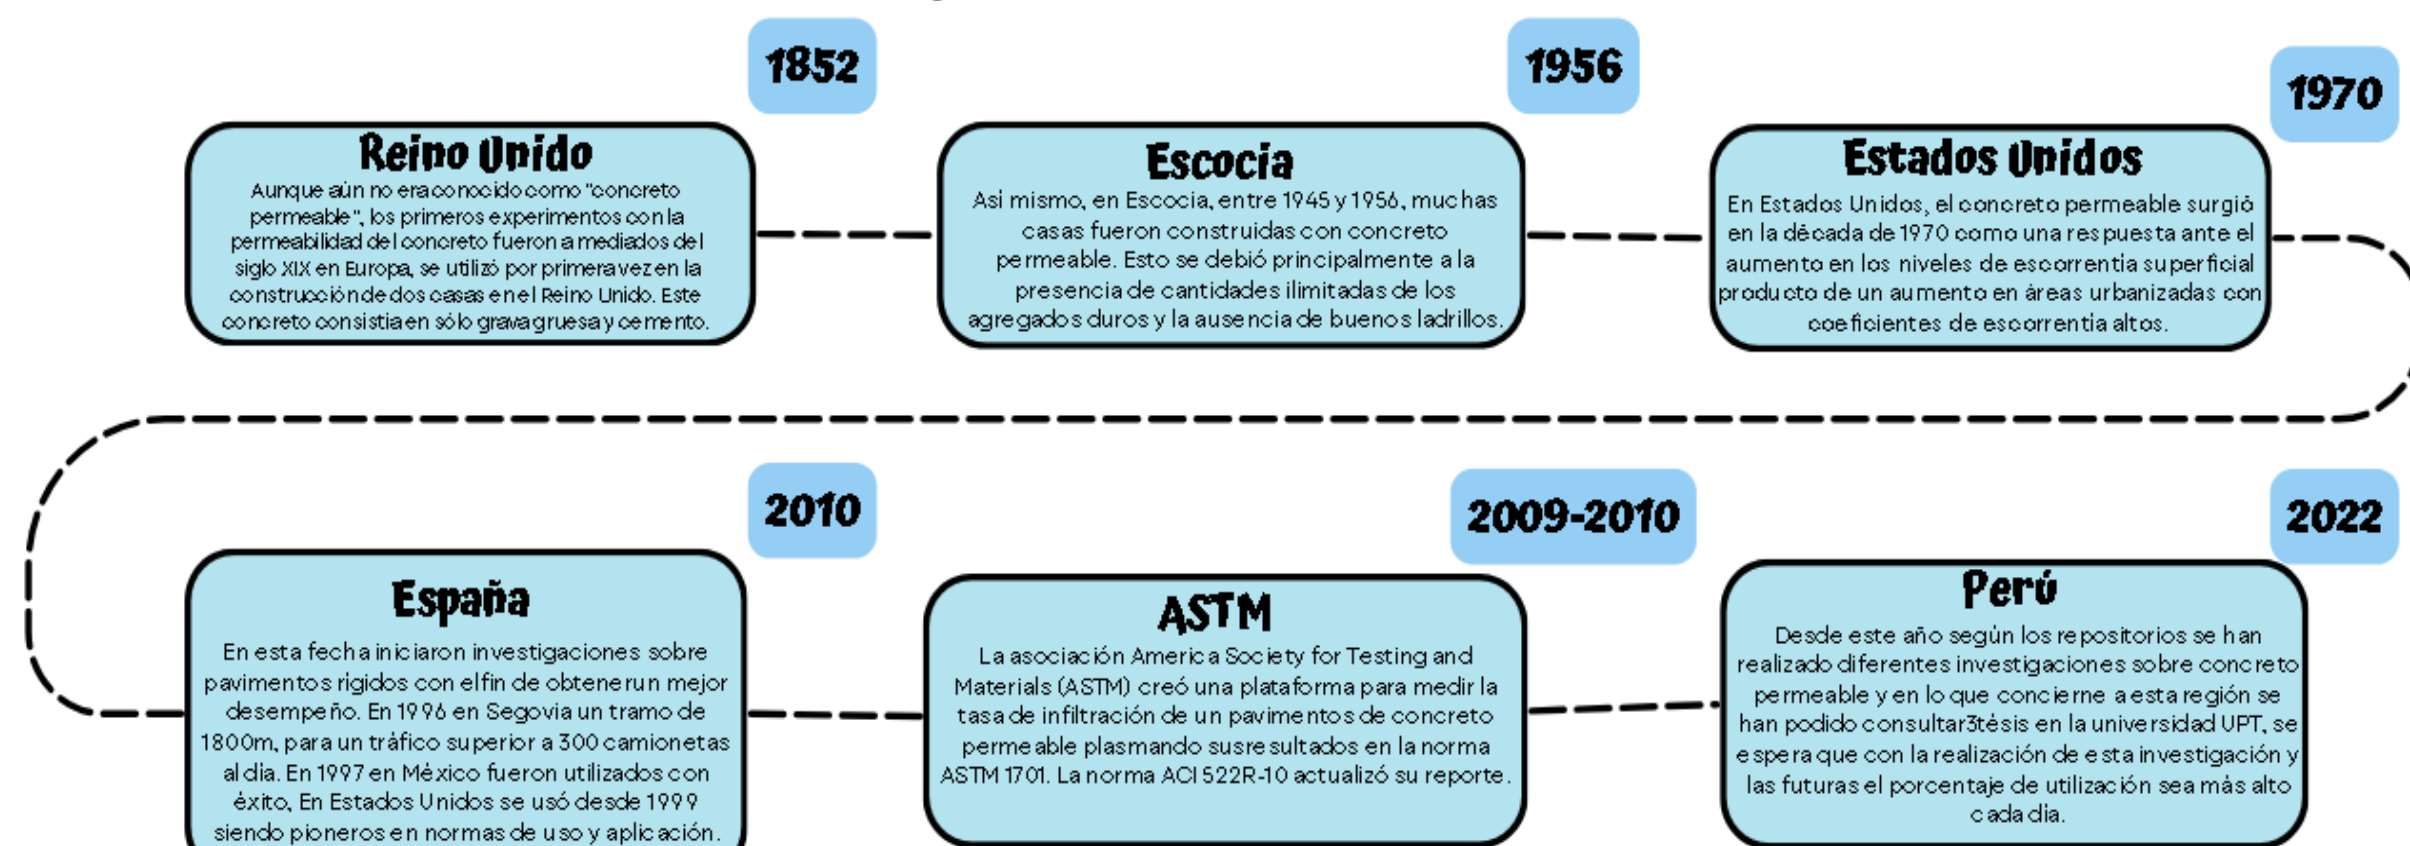 1852
Reino Unido
Aunque aún no era conocido como "concreto
permeable", los primeros experimentos con la
permeabilidad del concreto fueron a mediados del
siglo XIX en Europa, se utilizó por primera vez en la
construcción de dos casas en el Reino Unido. Este
concreto consistia en sólo grava gruesa y cemento.
1956
Escocia
Asi mismo, en Escocia, entre 1945 y 1956, muchas
casas fueron construidas con concreto
permeable. Esto se debió principalmente a la
presencia de cantidades ilimitadas de los
agregados duros y la ausencia de buenos ladrillos.
1970
Estados Unidos
En Estados Unidos, el concreto permeable surgió
en la década de 1970 como una respuesta ante el
aumento en los niveles de escorrentía superficial
producto de un aumento en áreas urbanizadas con
coeficientes de escorrentía altos.
2010
España
En esta fecha iniciaron investigaciones sobre
pavimentos rígidos con el fin de obtener un mejor
desempeño. En 1996 en Segovia un tramo de
1800m, para un tráfico superior a 300 camionetas
al día. En 1997 en México fueron utilizados con
éxito, En Estados Unidos se usó desde 1999
siendo pioneros en normas de uso y aplicación.
2009-2010
ASTM
La asociación America Society for Testing and
Materials (ASTM) creó una plataforma para medir la
tasa de infiltración de un pavimentos de concreto
permeable plasmando sus resultados en la norma
ASTM 1701. La norma ACI 522R-10 actualizó su reporte.
2022
Perú
Desde este año según los repositorios se han
realizado diferentes investigaciones sobre concreto
permeable y en lo que concierne a esta región se
han podido consultar3tésis en la universidad UPT, se
espera que con la realización de esta investigación y
las futuras el porcentaje de utilización sea más alto
cada día.